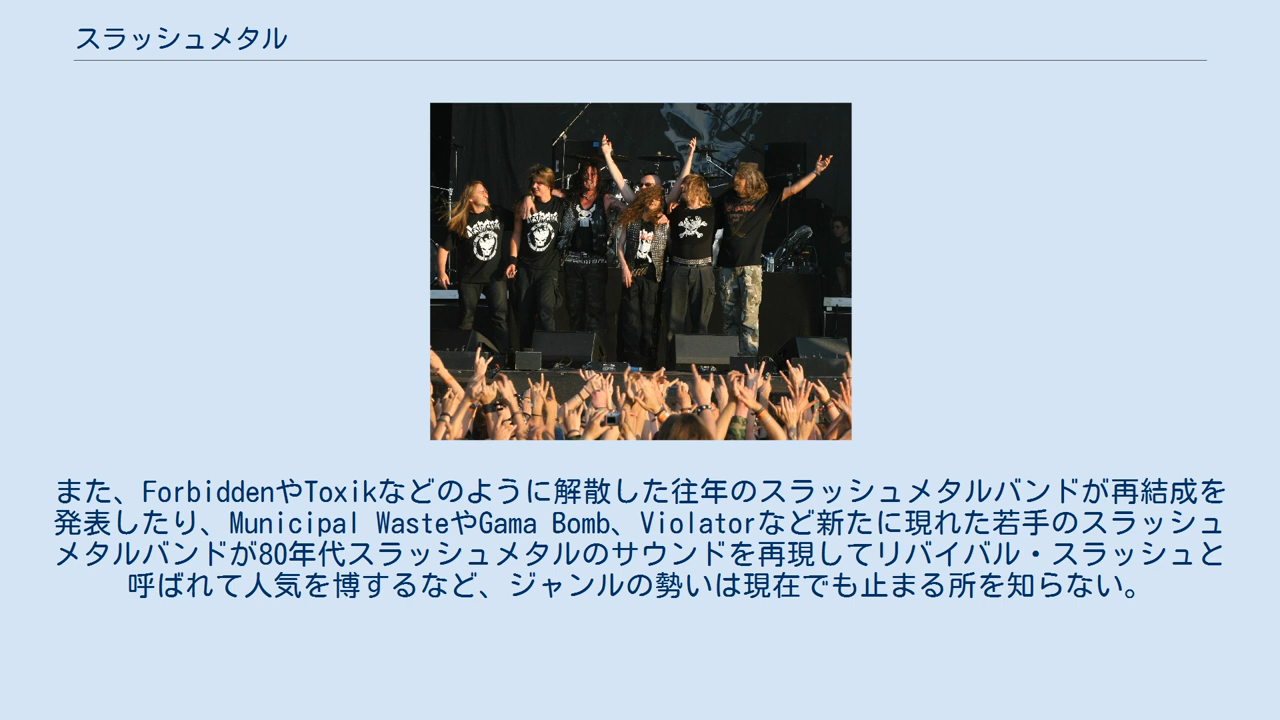 スラッシュメタル
また、ForbiddenやToxikなどのように解散した往年のスラッシュメタルバンドが再結成を
発表したり、Municipal WasteやGama Bomb、Violatorなど新たに現れた若手のスラッシュ
メタルバンドが80年代スラッシュメタルのサウンドを再現してリバイバル・スラッシュと
呼ばれて人気を博するなど、ジャンルの勢いは現在でも止まる所を知らない。